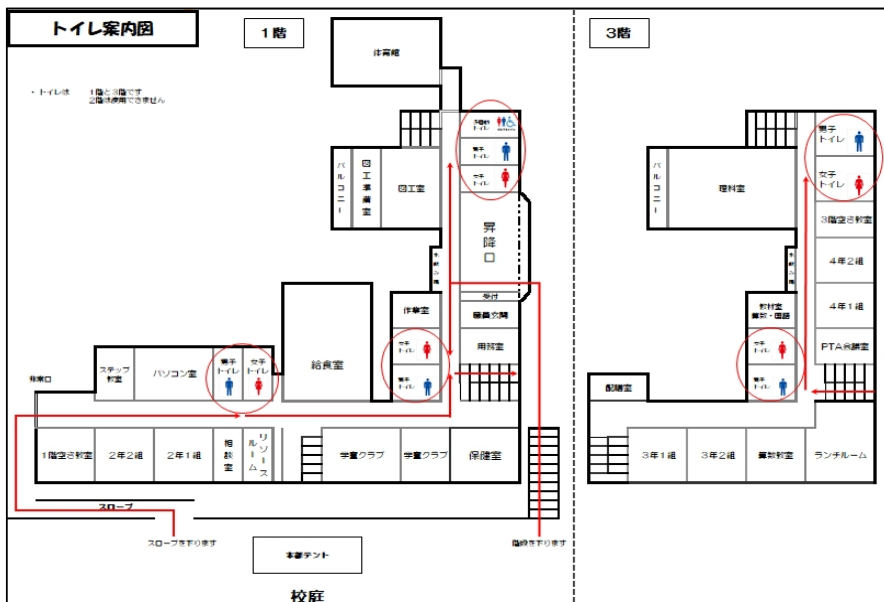 トイレ案内図
1階
3階
・トイレは 1階と3階です
2階は使用できません
体育館
多目的
トイレ
男子
トイレ
女子
トイレ
バルコニー
図工準備室
図工室
昇降口
水飲み場
受付
職員玄関
作業室
用務室
女子
トイレ
男子
トイレ
給食室
ステップ
教室
パソコン室
男子
トイレ
女子
トイレ
非常口
1階空き教室
2年2組
2年1組
相談室
リソースルーム
学童クラブ
学童クラブ
保健室
スロープ
スロープを下ります
階段を下ります
本部テント
校庭
男子
トイレ
女子
トイレ
バルコニー
理科室
3階空き教室
4年2組
4年1組
水飲み場
教材室
算数・国語
女子
トイレ
男子
トイレ
PTA会議室
配膳室
3年1組
3年2組
算数教室
ランチルーム